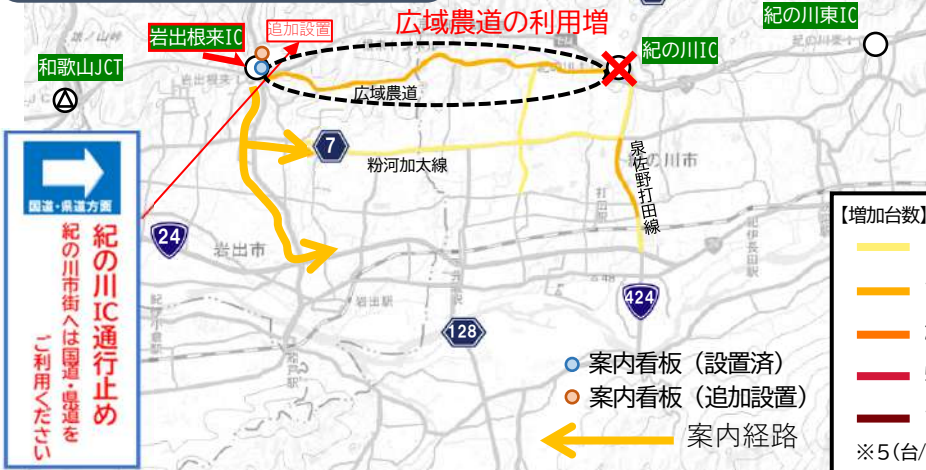 広域農道の利用増
追加設置
岩出根来IC
紀の川IC
紀の川東IC
和歌山JCT
広域農道
7
粉河加太線
泉佐野打田線
紀の川市
国道・県道方面
紀の川IC通行止め
紀の川市街へは国道・県道を
ご利用ください
24
岩出市
岩出駅
打田駅
424
128
【増加台数】
案内看板（設置済）
案内看板（追加設置）
案内経路
※5(台/